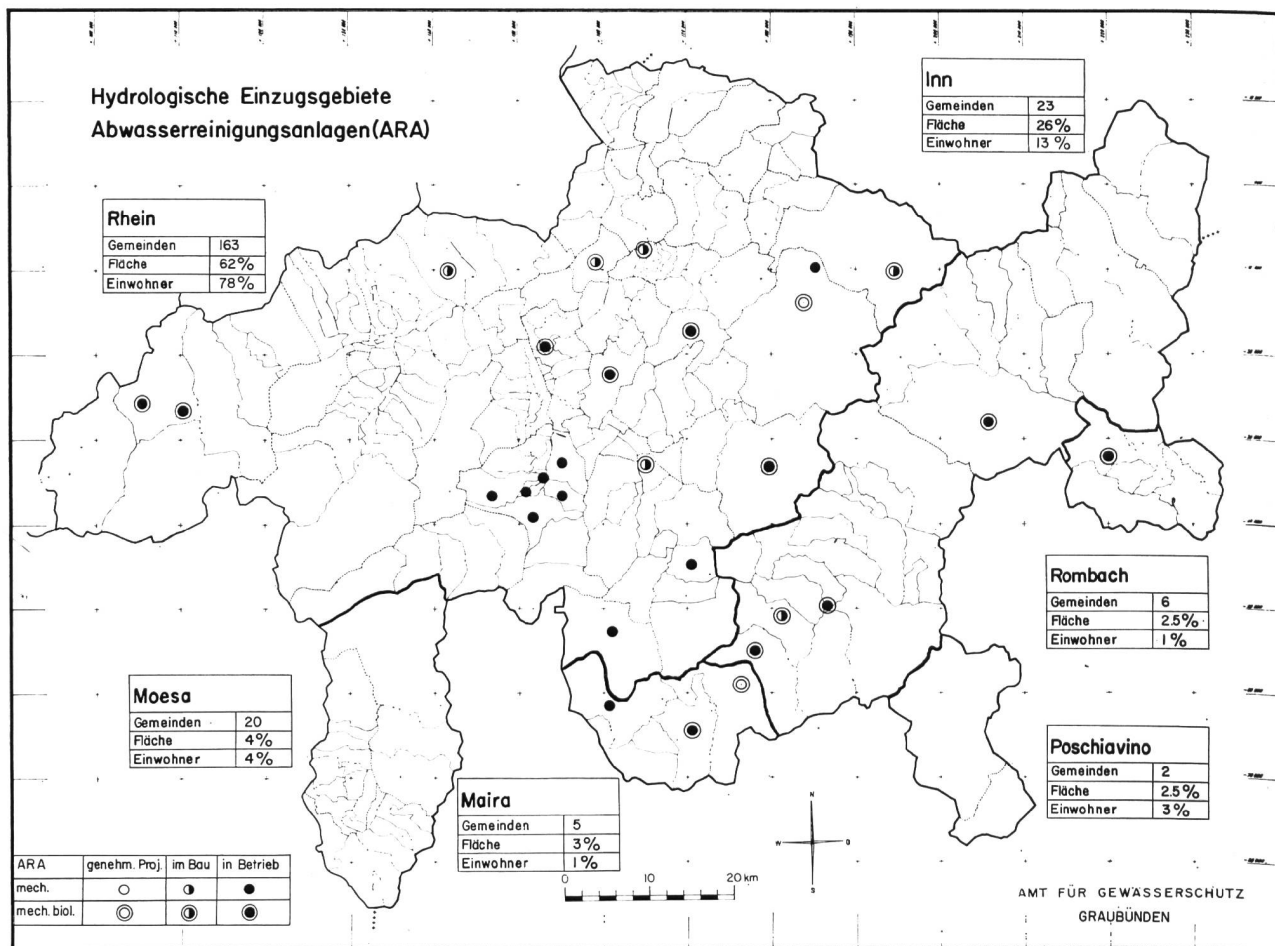 Hydrologische Einzugsgebiete
Abwasserreinigungsanlagen (ARA)
Inn
Gemeinden 23
Fläche 26%
Einwohner 13%
Rhein
Gemeinden 163
Fläche 62%
Einwohner 78%
Rombach
Gemeinden 6
Fläche 2.5%
Einwohner 1%
Moesa
Gemeinden 20
Fläche 4%
Einwohner 4%
Poschiavino
Gemeinden 2
Fläche 2.5%
Einwohner 3%
Maira
Gemeinden 5
Fläche 3%
Einwohner 1%
N
W O
S
ARA genehm. Proj. im Bau in Betrieb
mech.
mech. biol.
0 10 20 km
AMT FÜR GEWÄSSERSCHUTZ
GRAUBÜNDEN